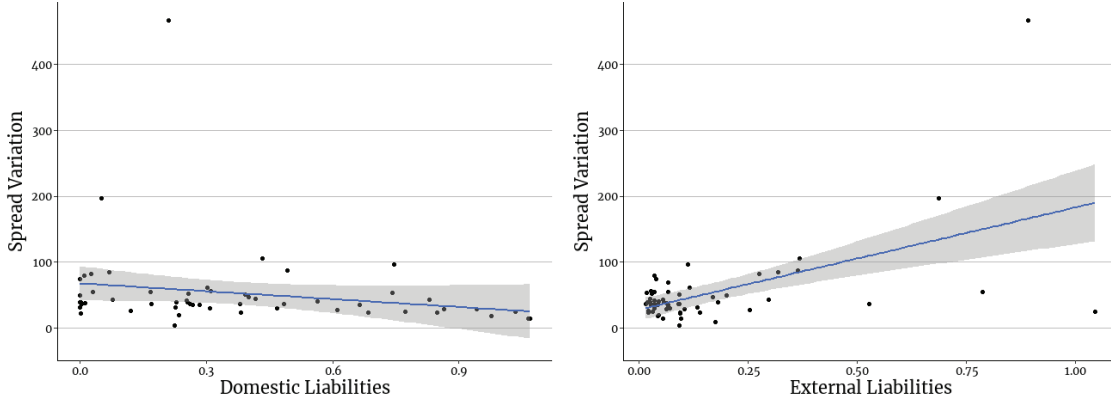 Spread Variation
400
300
200
100
0
0.0 0.3 0.6 0.9
Domestic Liabilities
Spread Variation
400
300
200
100
0
0.00 0.25 0.50 0.75 1.00
External Liabilities